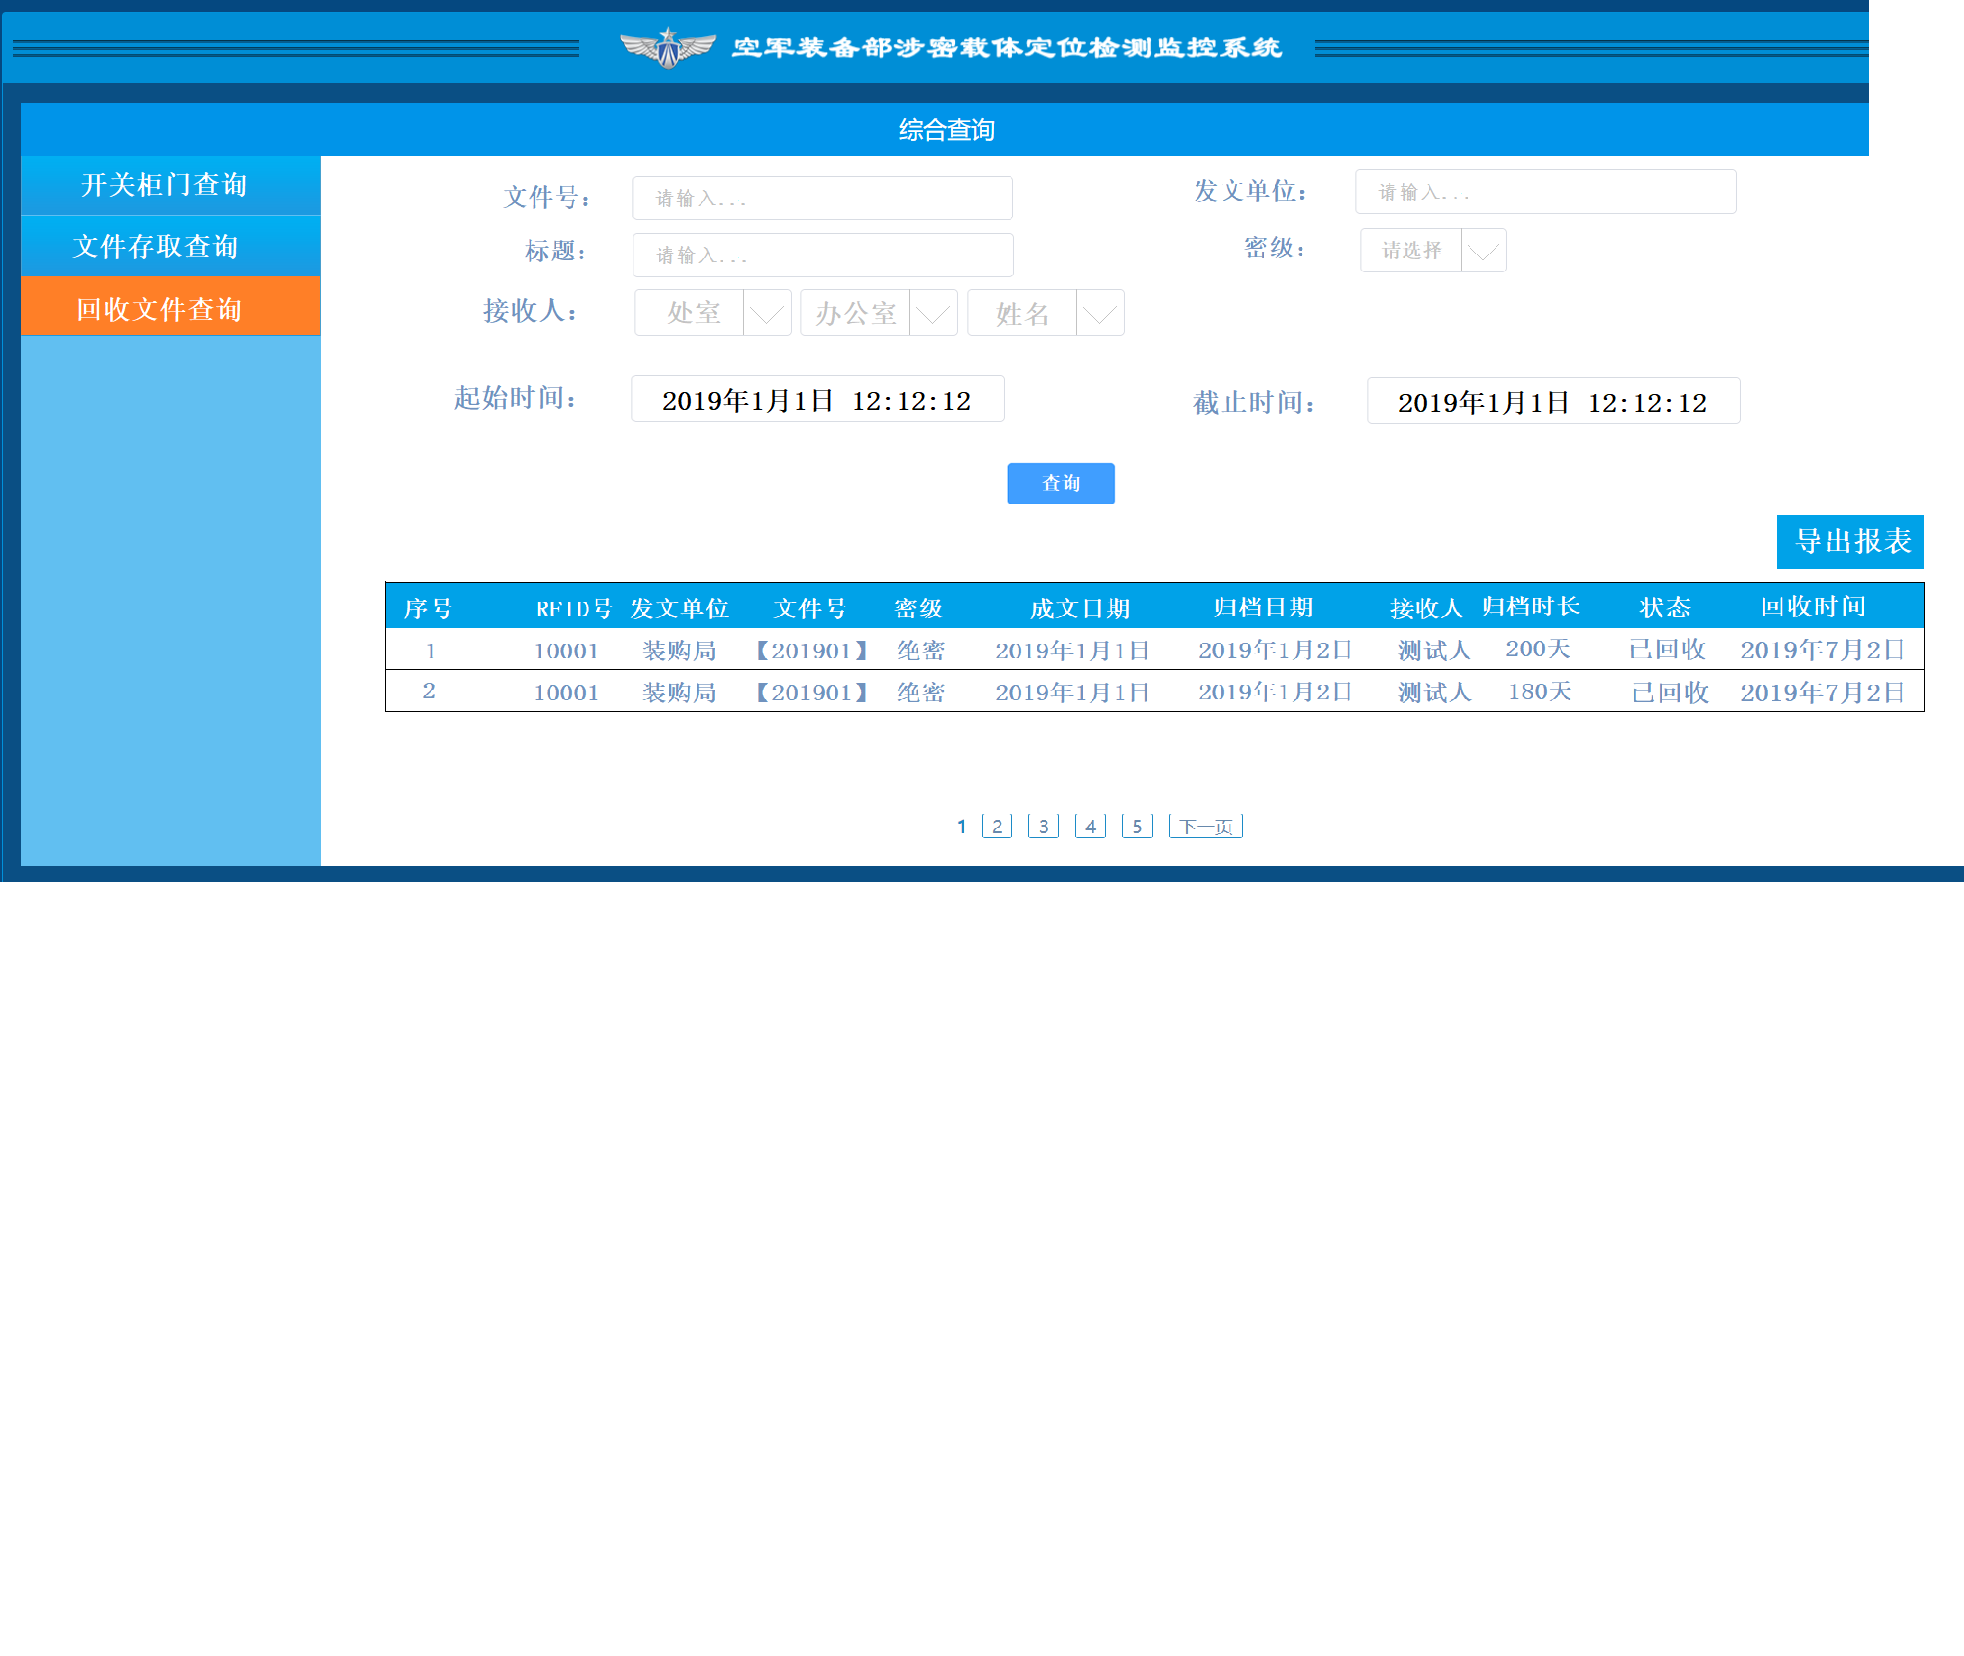 空军装备部涉密载体定位检测监控系统
综合查询
开关柜门查询
文件存取查询
回收文件查询
文件号： 请输入... 发文单位： 请输入...
标题： 请输入... 密级： 请选择
接收人： 处室 办公室 姓名
起始时间： 2019年1月1日 12:12:12 截止时间： 2019年1月1日 12:12:12
查询
导出报表
序号 RFID号 发文单位 文件号 密级 成文日期 归档日期 接收人 归档时长 状态 回收时间
1 10001 装购局 【201901】 绝密 2019年1月1日 2019年1月2日 测试人 200天 已回收 2019年7月2日
2 10001 装购局 【201901】 绝密 2019年1月1日 2019年1月2日 测试人 180天 已回收 2019年7月2日
1 2 3 4 5 下一页